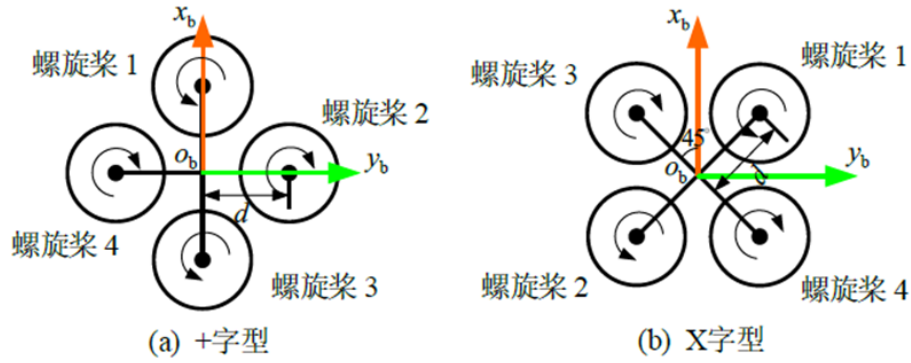 x_b
螺旋桨 1
螺旋桨 2
o_b
y_b
d
螺旋桨 4
螺旋桨 3
(a) +字型
x_b
螺旋桨 3
螺旋桨 1
45°
o_b
d
y_b
螺旋桨 2
螺旋桨 4
(b) X字型